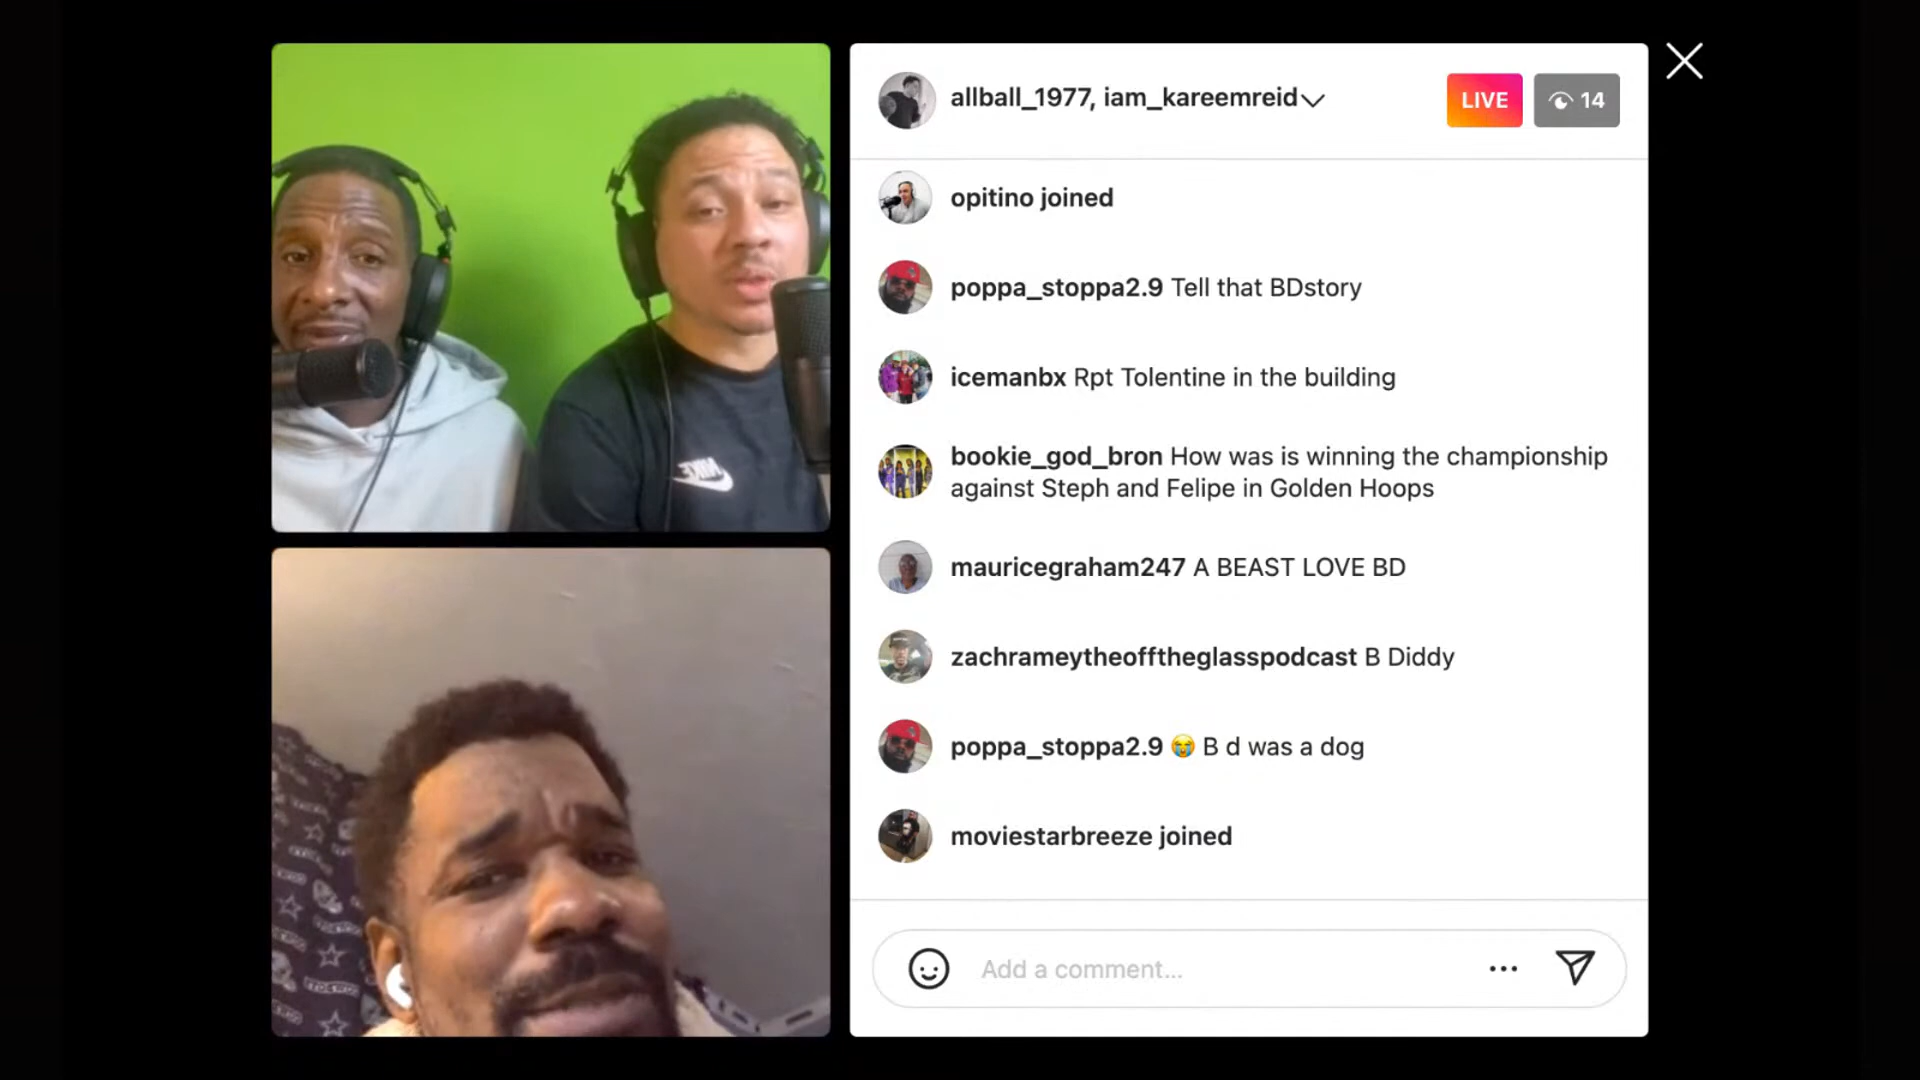 allball_1977, iam_kareemreid
LIVE
14
opitino joined
poppa_stoppa2.9 Tell that BDstory
icemanbx Rpt Tolentine in the building
bookie_god_bron How was is winning the championship
against Steph and Felipe in Golden Hoops
mauricegraham247 A BEAST LOVE BD
zachrameytheofftheglasspodcast B Diddy
poppa_stoppa2.9 😭 B d was a dog
moviestarbreeze joined
Add a comment...
NIKE